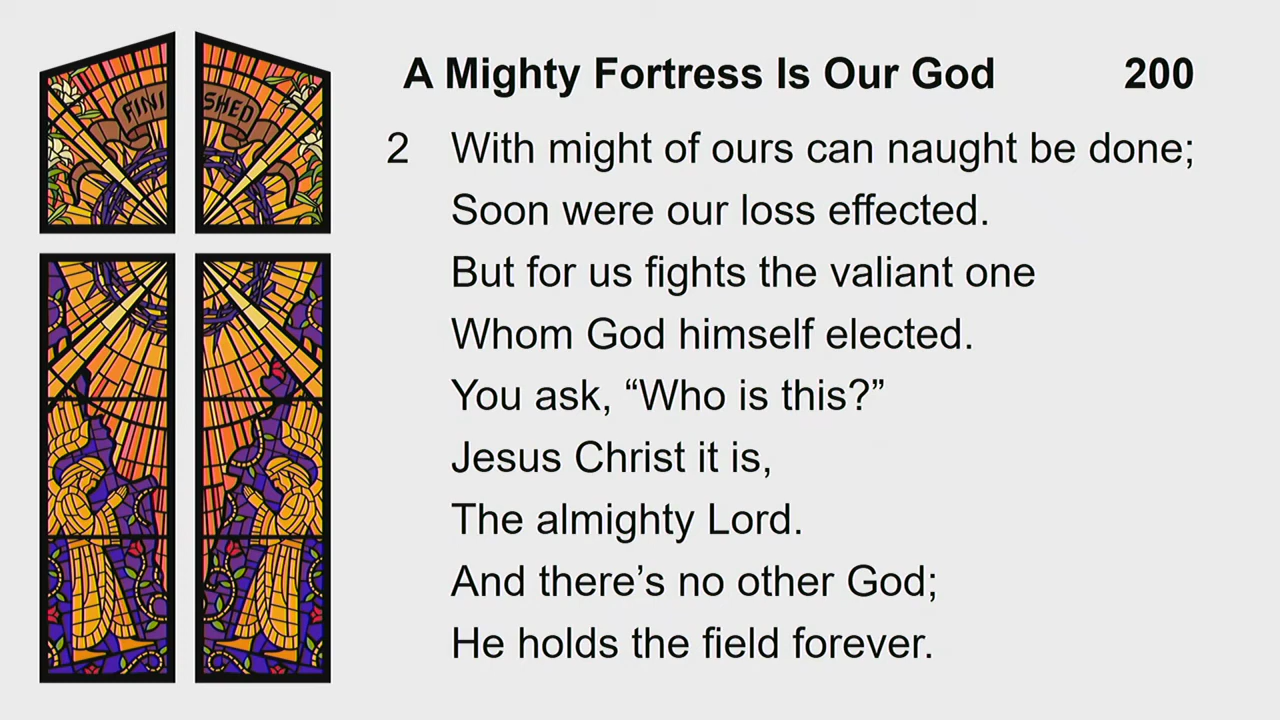 FINI SHED
A Mighty Fortress Is Our God 200
2 With might of ours can naught be done;
Soon were our loss effected.
But for us fights the valiant one
Whom God himself elected.
You ask, “Who is this?”
Jesus Christ it is,
The almighty Lord.
And there’s no other God;
He holds the field forever.